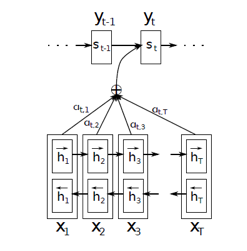 y_{t-1} y_t
... s_{t-1} s_t ...
⊕
α_{t,1} α_{t,2} α_{t,3} α_{t,T}
→h_1 →h_2 →h_3 →h_T
←h_1 ←h_2 ←h_3 ←h_T
x_1 x_2 x_3 x_T